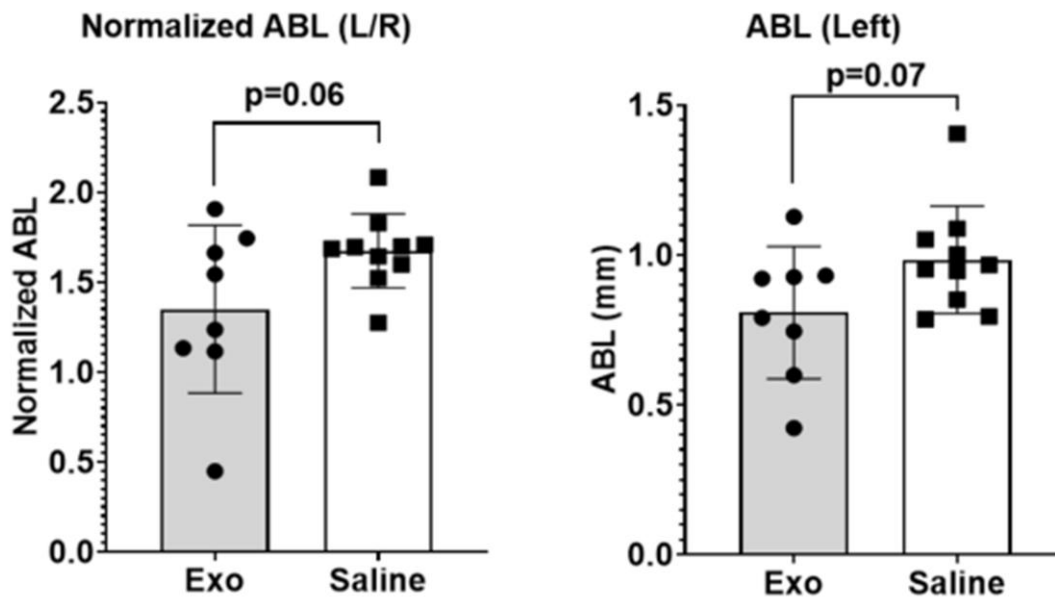 Normalized ABL (L/R)
p=0.06
Normalized ABL
2.5
2.0
1.5
1.0
0.5
0.0
Exo Saline
ABL (Left)
p=0.07
ABL (mm)
1.5
1.0
0.5
0.0
Exo Saline